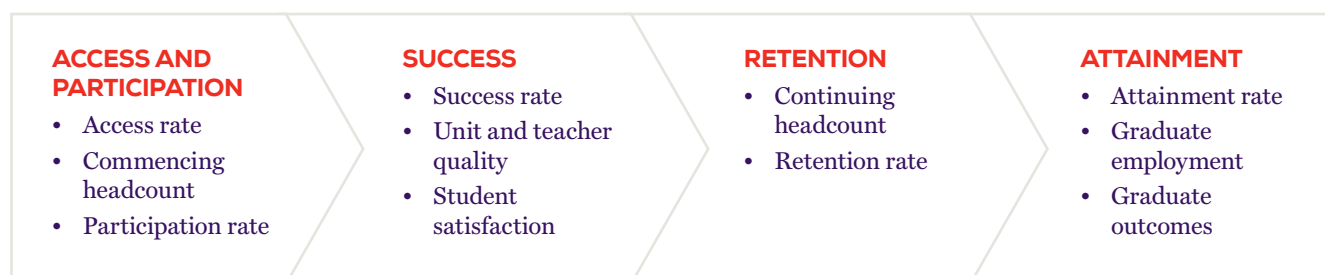 ACCESS AND
PARTICIPATION
• Access rate
• Commencing
headcount
• Participation rate
SUCCESS
• Success rate
• Unit and teacher
quality
• Student
satisfaction
RETENTION
• Continuing
headcount
• Retention rate
ATTAINMENT
• Attainment rate
• Graduate
employment
• Graduate
outcomes